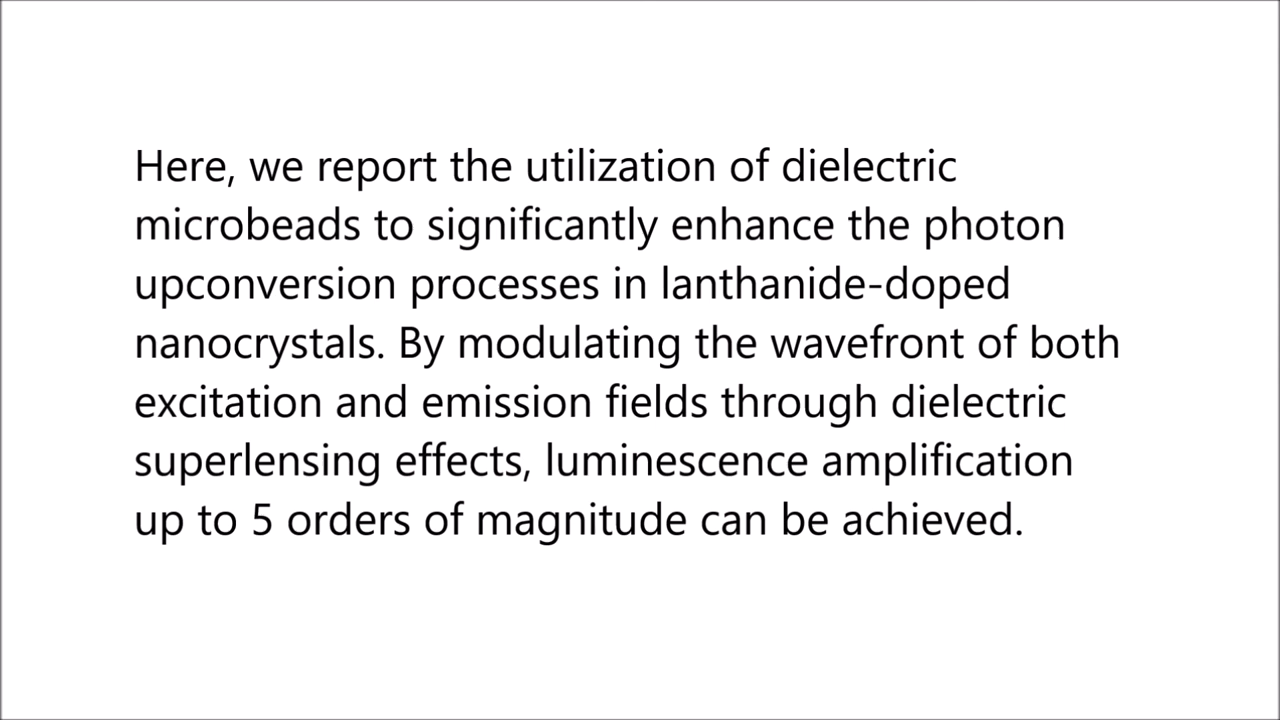 Here, we report the utilization of dielectric
microbeads to significantly enhance the photon
upconversion processes in lanthanide-doped
nanocrystals. By modulating the wavefront of both
excitation and emission fields through dielectric
superlensing effects, luminescence amplification
up to 5 orders of magnitude can be achieved.